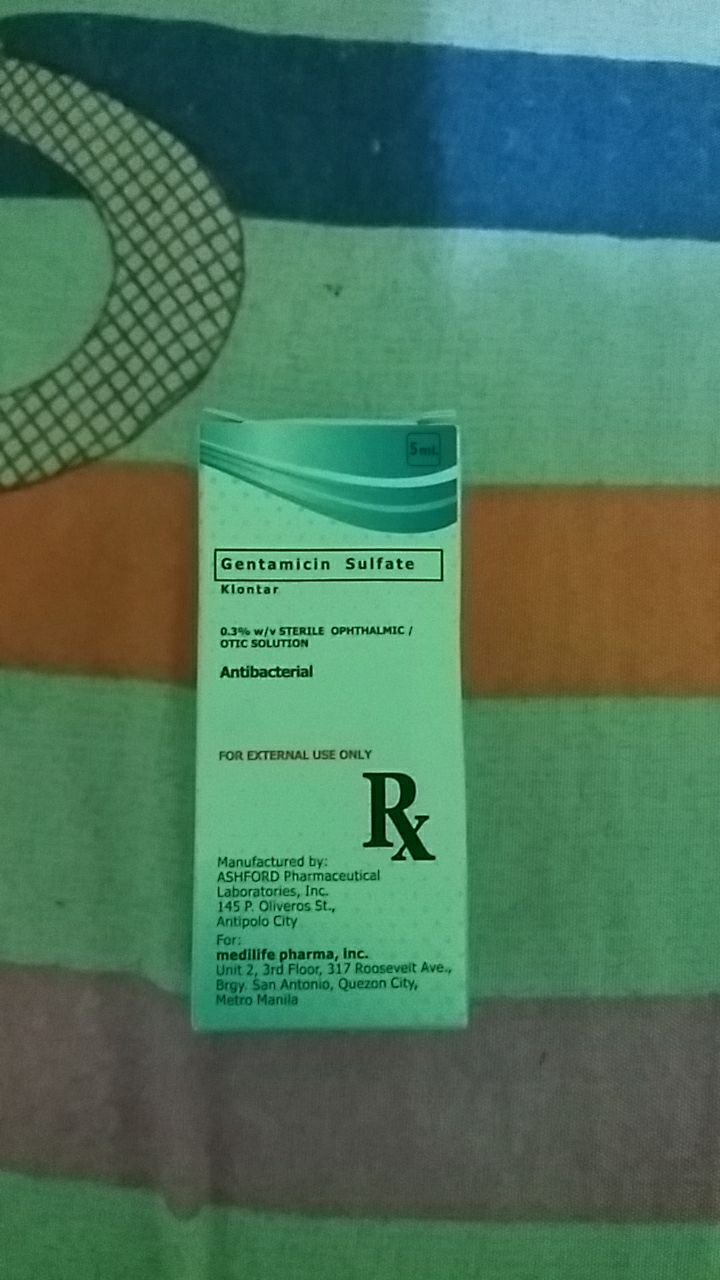 5mL
Gentamicin Sulfate
Klontar
0.3% w/v STERILE OPHTHALMIC /
OTIC SOLUTION
Antibacterial
FOR EXTERNAL USE ONLY
Rx
Manufactured by:
ASHFORD Pharmaceutical
Laboratories, Inc.
145 P. Oliveros St.,
Antipolo City
For:
medilife pharma, inc.
Unit 2, 3rd Floor, 317 Roosevelt Ave.,
Brgy. San Antonio, Quezon City,
Metro Manila